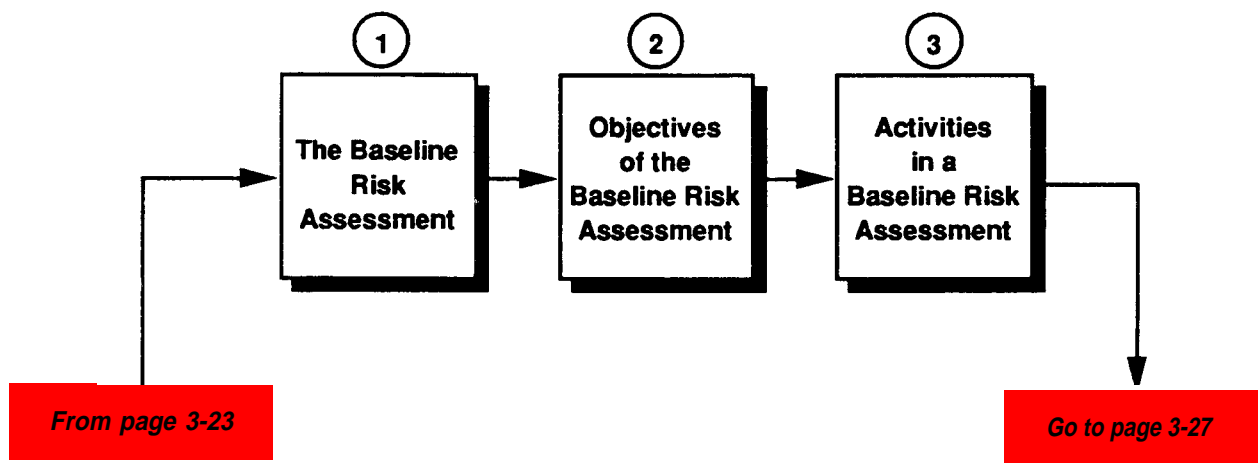 1
The Baseline
Risk
Assessment
2
Objectives
of the
Baseline Risk
Assessment
3
Activities
in a
Baseline Risk
Assessment
From page 3-23
Go to page 3-27